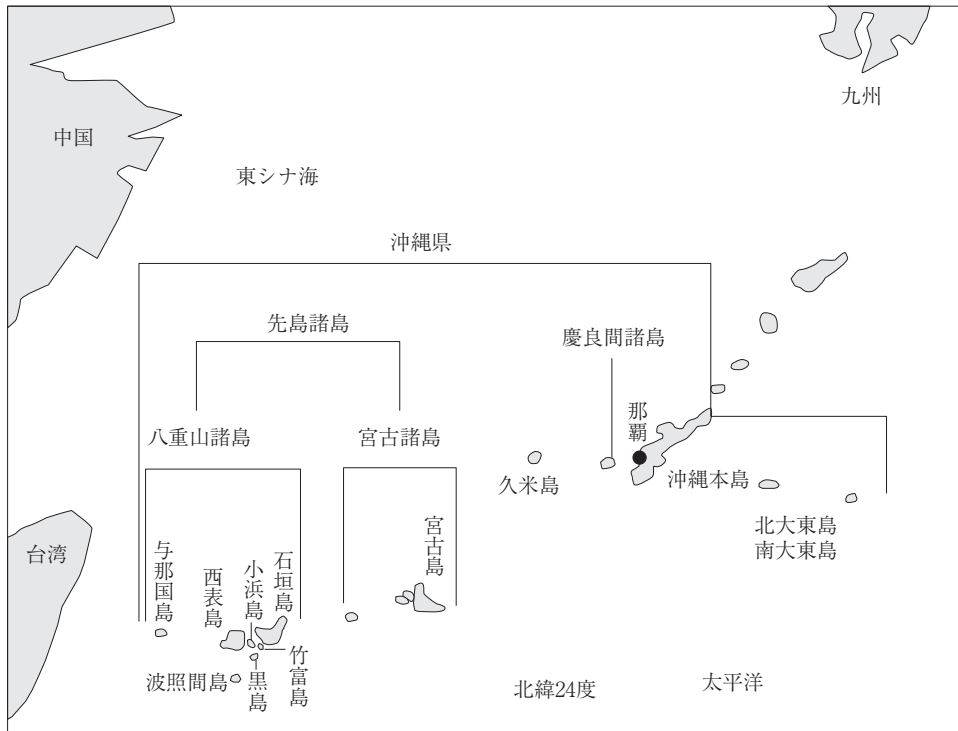 九州
中国
東シナ海
沖縄県
先島諸島
慶良間諸島
那覇
八重山諸島
宮古諸島
久米島
沖縄本島
北大東島
南大東島
台湾
与那国島
西表島
小浜島
石垣島
宮古島
竹富島
黒島
波照間島
北緯24度
太平洋